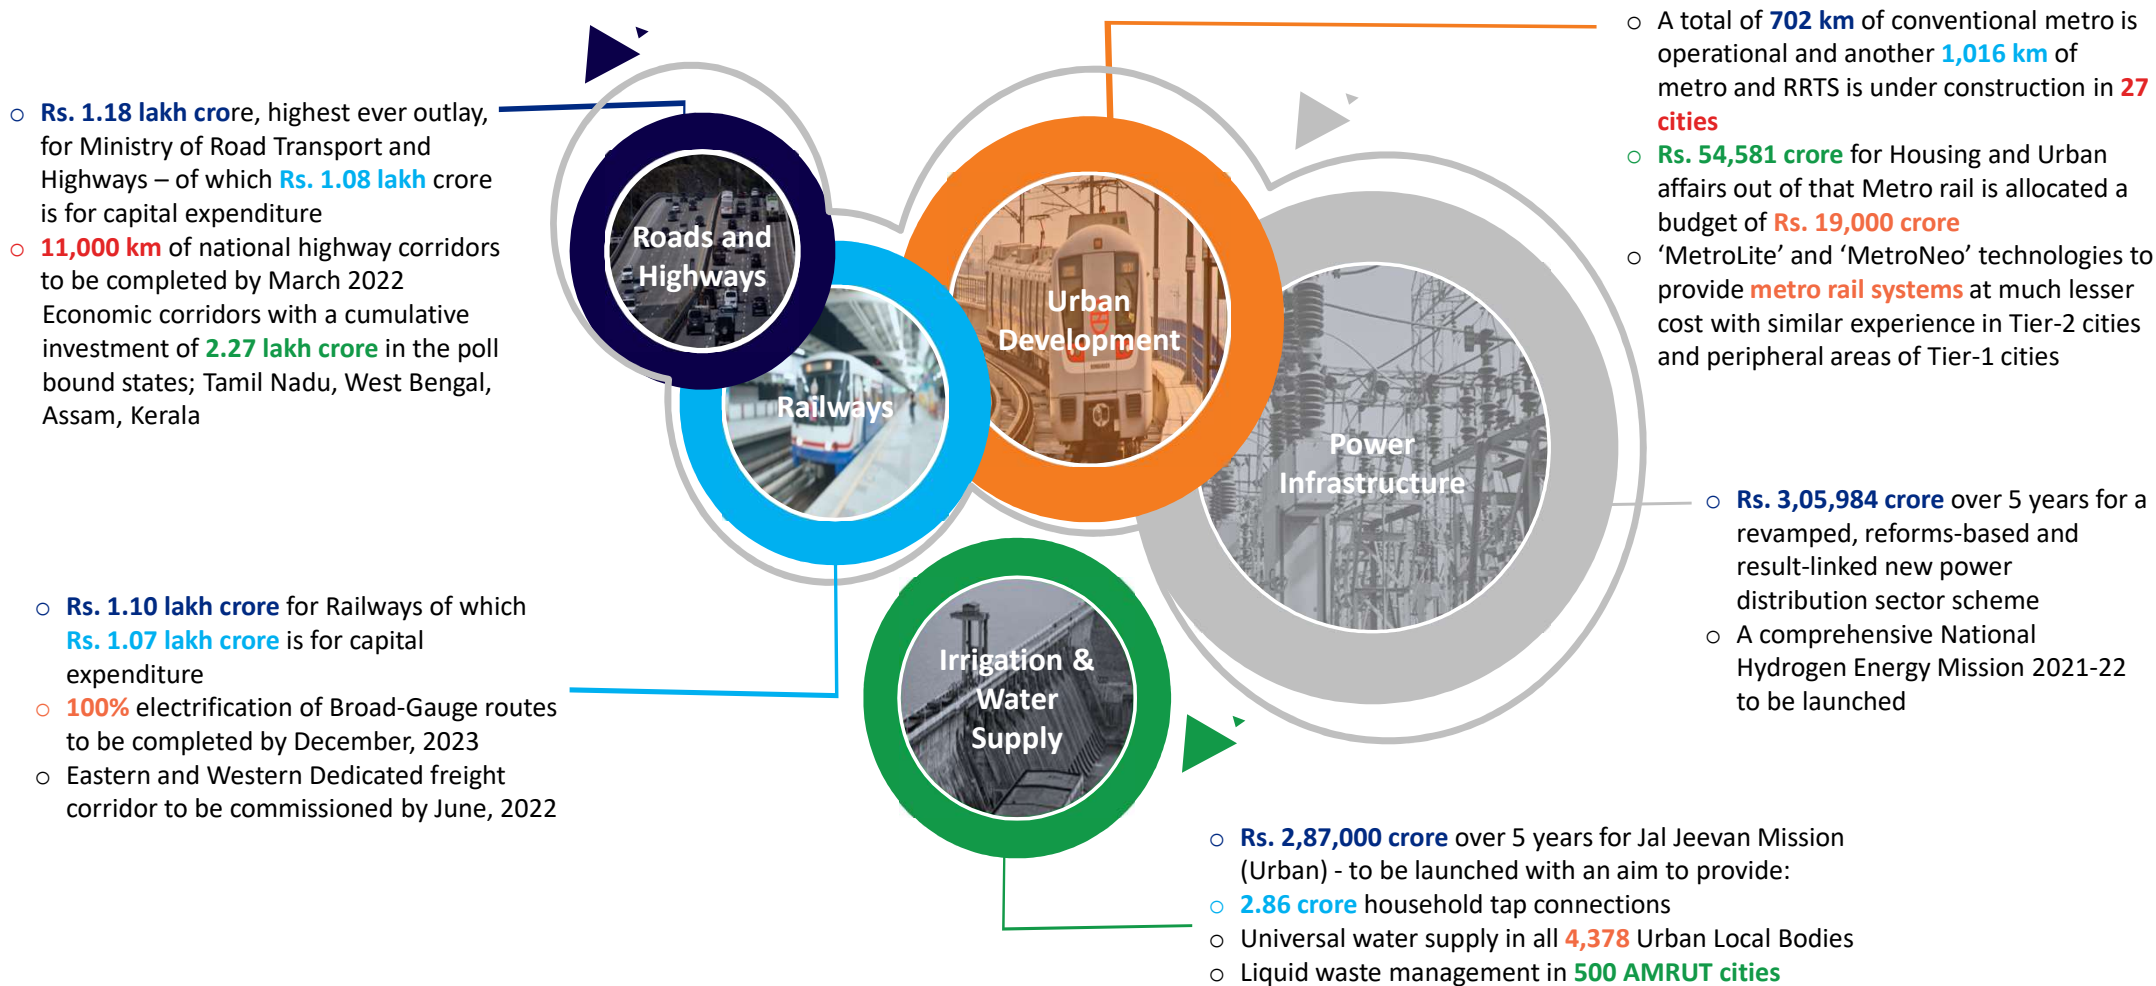 ○ Rs. 1.18 lakh crore, highest ever outlay,
for Ministry of Road Transport and
Highways – of which Rs. 1.08 lakh crore
is for capital expenditure
○ 11,000 km of national highway corridors
to be completed by March 2022
Economic corridors with a cumulative
investment of 2.27 lakh crore in the poll
bound states; Tamil Nadu, West Bengal,
Assam, Kerala
○ Rs. 1.10 lakh crore for Railways of which
Rs. 1.07 lakh crore is for capital
expenditure
○ 100% electrification of Broad-Gauge routes
to be completed by December, 2023
○ Eastern and Western Dedicated freight
corridor to be commissioned by June, 2022
Roads and
Highways
Railways
Urban
Development
Power
Infrastructure
Irrigation &
Water
Supply
○ A total of 702 km of conventional metro is
operational and another 1,016 km of
metro and RRTS is under construction in 27
cities
○ Rs. 54,581 crore for Housing and Urban
affairs out of that Metro rail is allocated a
budget of Rs. 19,000 crore
○ ‘MetroLite’ and ‘MetroNeo’ technologies to
provide metro rail systems at much lesser
cost with similar experience in Tier-2 cities
and peripheral areas of Tier-1 cities
○ Rs. 3,05,984 crore over 5 years for a
revamped, reforms-based and
result-linked new power
distribution sector scheme
○ A comprehensive National
Hydrogen Energy Mission 2021-22
to be launched
○ Rs. 2,87,000 crore over 5 years for Jal Jeevan Mission
(Urban) - to be launched with an aim to provide:
○ 2.86 crore household tap connections
○ Universal water supply in all 4,378 Urban Local Bodies
○ Liquid waste management in 500 AMRUT cities